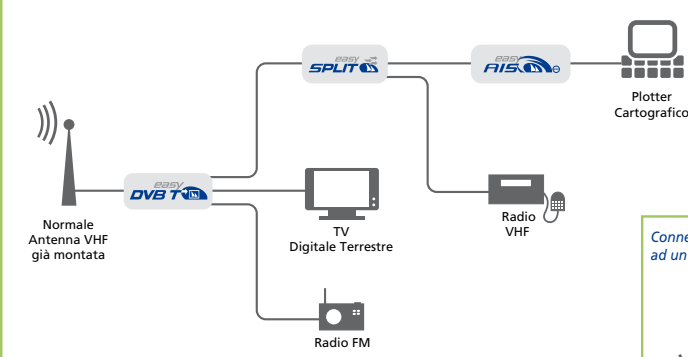 easy
SPLIT
easy
AIS
Plotter
Cartografico
easy
DVB T
Normale
Antenna VHF
già montata
TV
Digitale Terrestre
Radio
VHF
Radio FM
Conne
ad un